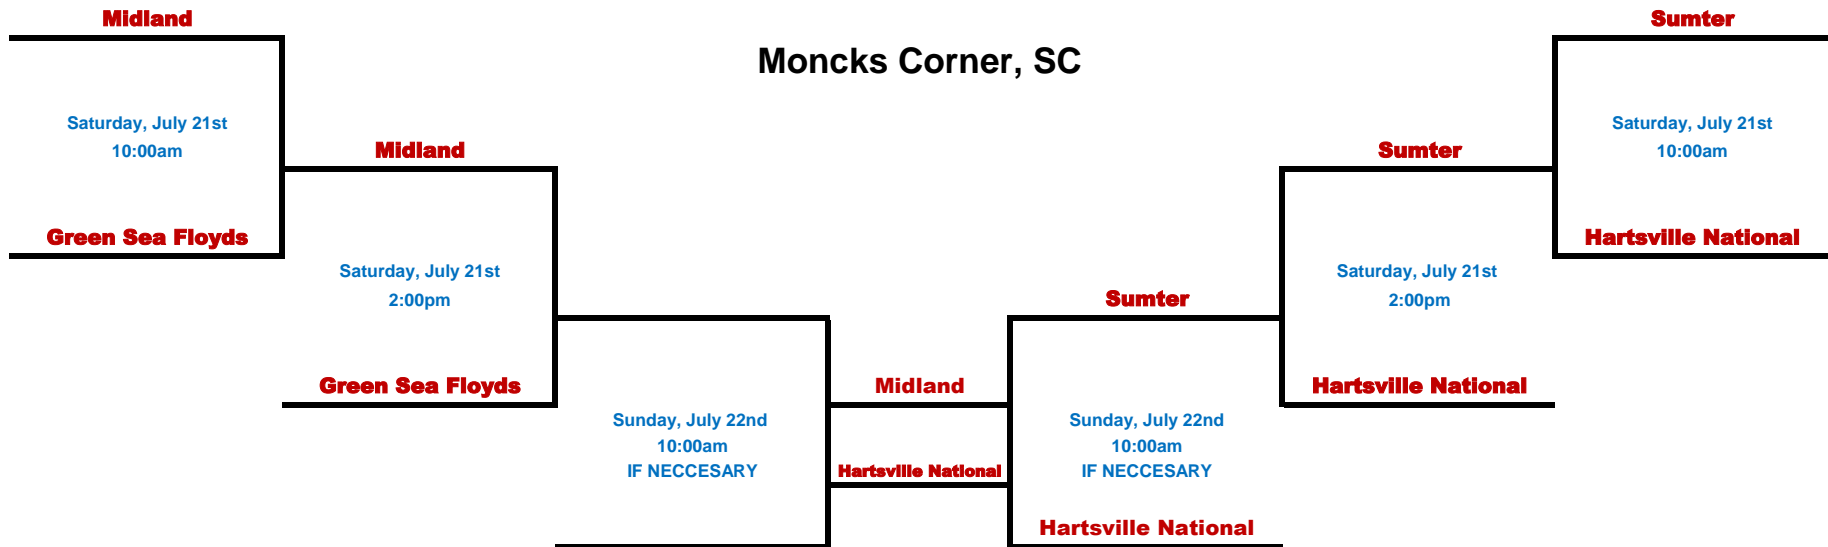 Midland
Sumter
Moncks Corner, SC
Saturday, July 21st
10:00am
Saturday, July 21st
10:00am
Midland
Sumter
Green Sea Floyds
Hartsville National
Saturday, July 21st
2:00pm
Saturday, July 21st
2:00pm
Sumter
Green Sea Floyds
Midland
Hartsville National
Sunday, July 22nd
10:00am
IF NECCESARY
Sunday, July 22nd
10:00am
IF NECCESARY
Hartsville National
Hartsville National